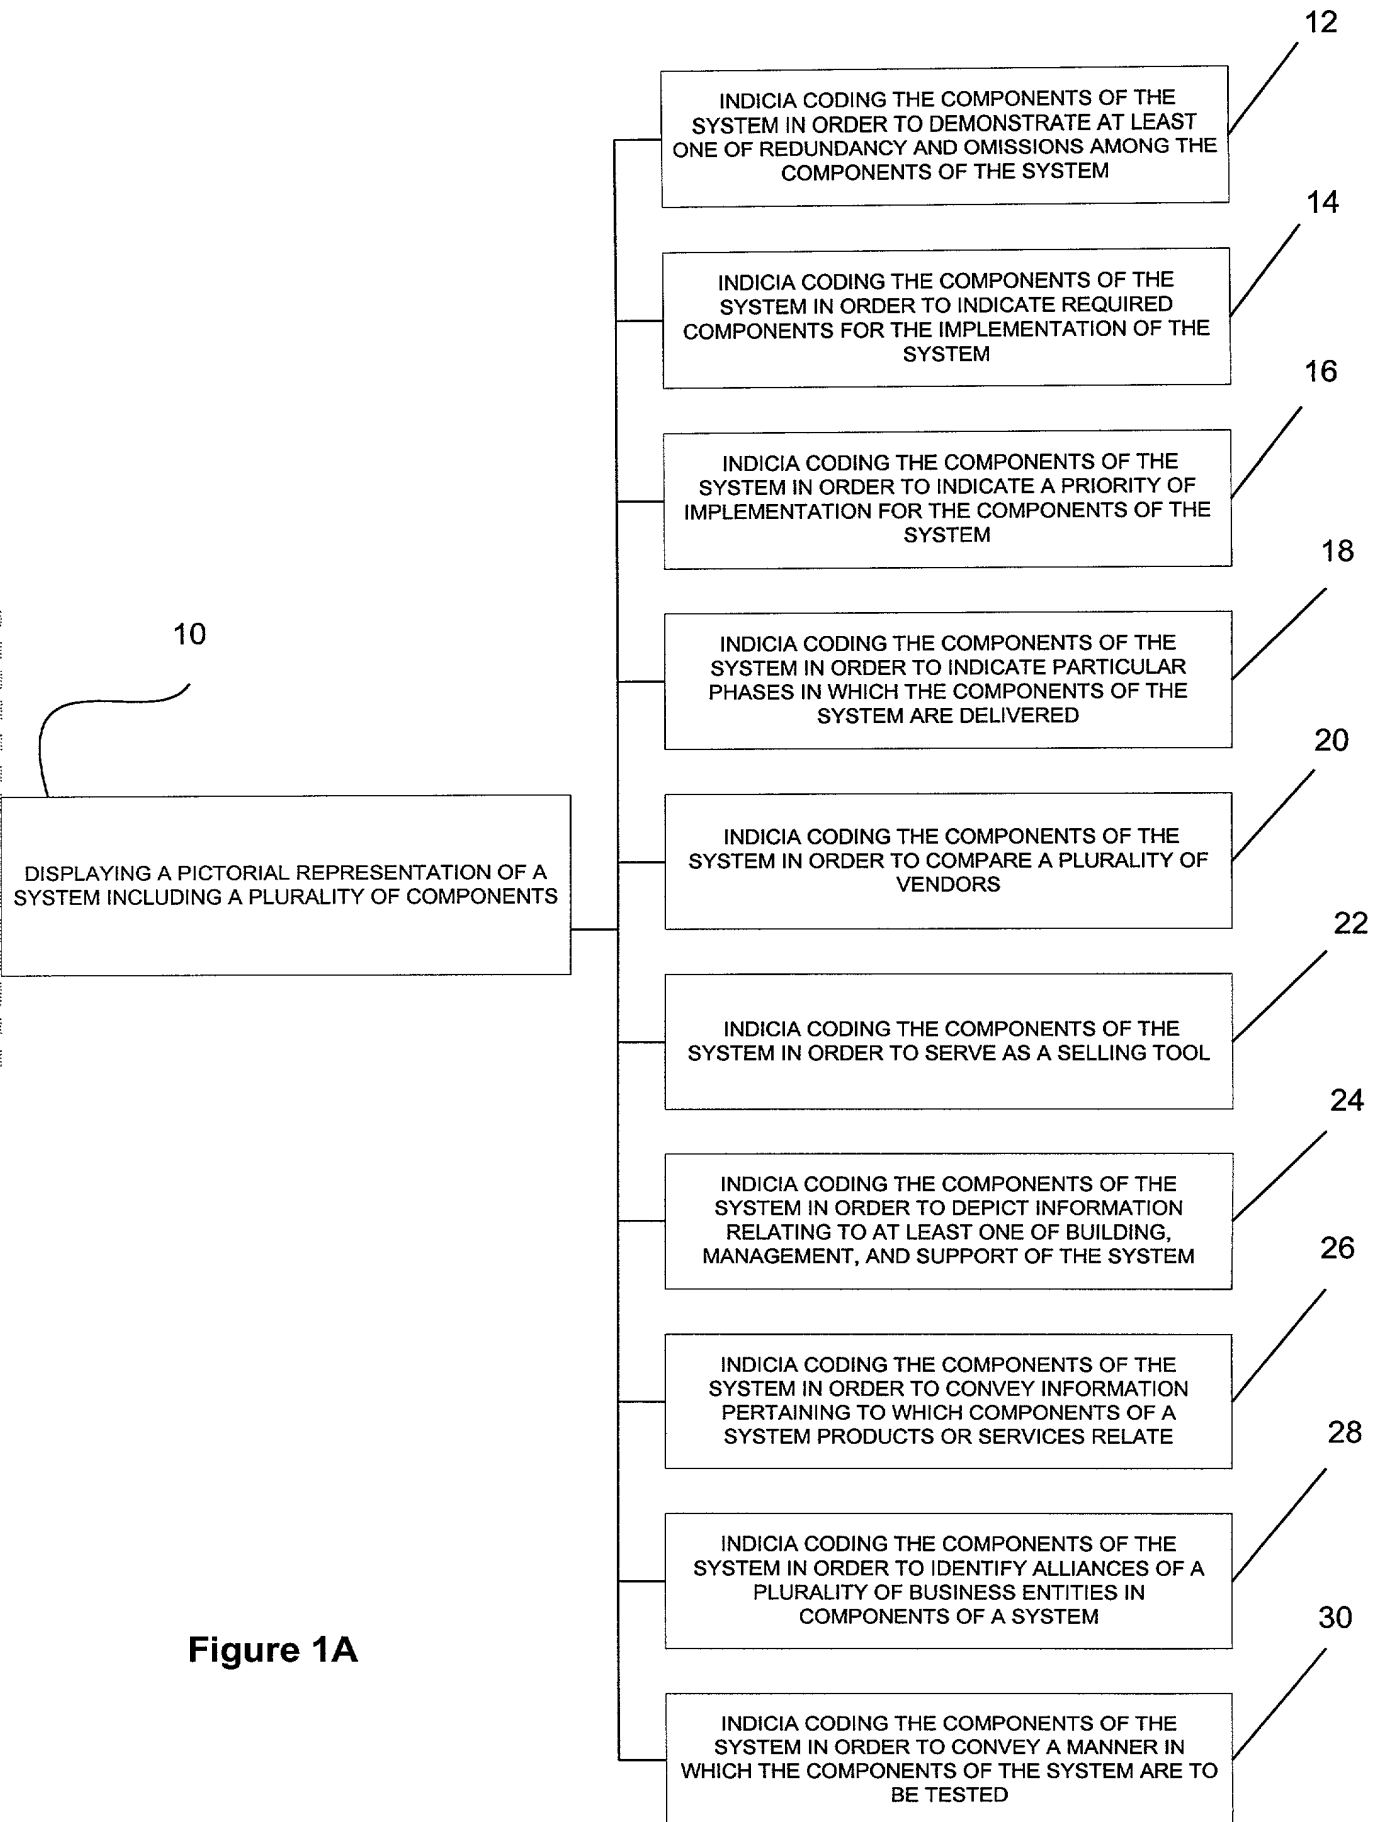 12
INDICIA CODING THE COMPONENTS OF THE
SYSTEM IN ORDER TO DEMONSTRATE AT LEAST
ONE OF REDUNDANCY AND OMISSIONS AMONG THE
COMPONENTS OF THE SYSTEM
14
INDICIA CODING THE COMPONENTS OF THE
SYSTEM IN ORDER TO INDICATE REQUIRED
COMPONENTS FOR THE IMPLEMENTATION OF THE
SYSTEM
16
INDICIA CODING THE COMPONENTS OF THE
SYSTEM IN ORDER TO INDICATE A PRIORITY OF
IMPLEMENTATION FOR THE COMPONENTS OF THE
SYSTEM
18
INDICIA CODING THE COMPONENTS OF THE
SYSTEM IN ORDER TO INDICATE PARTICULAR
PHASES IN WHICH THE COMPONENTS OF THE
SYSTEM ARE DELIVERED
10
DISPLAYING A PICTORIAL REPRESENTATION OF A
SYSTEM INCLUDING A PLURALITY OF COMPONENTS
20
INDICIA CODING THE COMPONENTS OF THE
SYSTEM IN ORDER TO COMPARE A PLURALITY OF
VENDORS
22
INDICIA CODING THE COMPONENTS OF THE
SYSTEM IN ORDER TO SERVE AS A SELLING TOOL
24
INDICIA CODING THE COMPONENTS OF THE
SYSTEM IN ORDER TO DEPICT INFORMATION
RELATING TO AT LEAST ONE OF BUILDING,
MANAGEMENT, AND SUPPORT OF THE SYSTEM
26
INDICIA CODING THE COMPONENTS OF THE
SYSTEM IN ORDER TO CONVEY INFORMATION
PERTAINING TO WHICH COMPONENTS OF A
SYSTEM PRODUCTS OR SERVICES RELATE
28
INDICIA CODING THE COMPONENTS OF THE
SYSTEM IN ORDER TO IDENTIFY ALLIANCES OF A
PLURALITY OF BUSINESS ENTITIES IN
COMPONENTS OF A SYSTEM
30
INDICIA CODING THE COMPONENTS OF THE
SYSTEM IN ORDER TO CONVEY A MANNER IN
WHICH THE COMPONENTS OF THE SYSTEM ARE TO
BE TESTED
Figure 1A